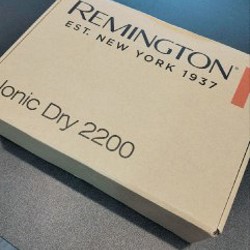 REMINGTON
EST. NEW YORK 1937
Ionic Dry 2200